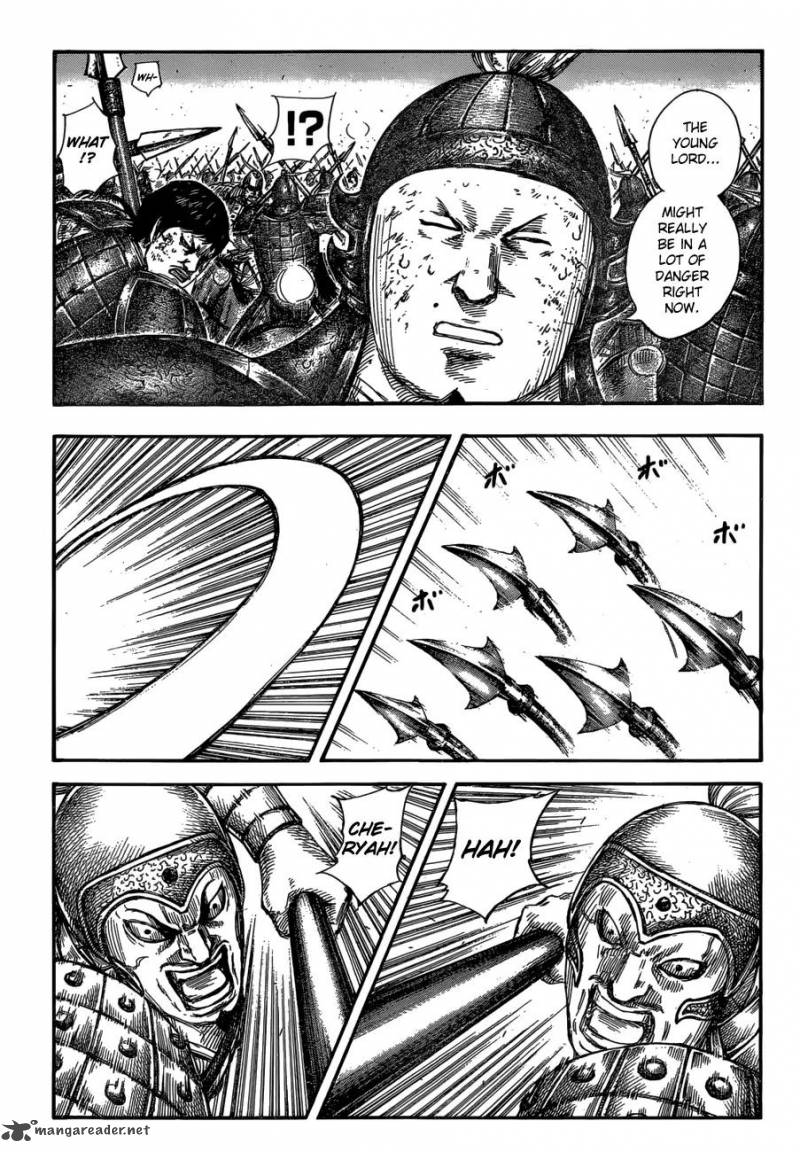 THE
YOUNG
LORD...
MIGHT
REALLY
BE IN A
LOT OF
DANGER
RIGHT
NOW.
!?
WH-
WHAT
!?
ボ
ボ
ボ
ボ
HAH!
CHE-
RYAH!
mangareader.net